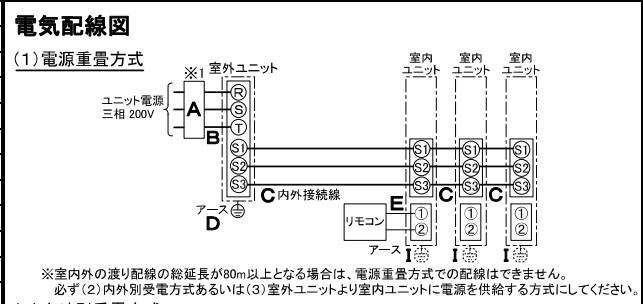 電気配線図
(1)電源重畳方式
※1 室外ユニット
室内ユニット 室内ユニット 室内ユニット
ユニット電源
三相 200V
A
R
S
T
B
S1 S1 S1 S1
S2 S2 S2 S2
S3 S3 S3 S3
C 内外接続線 C C
アース
D
リモコン
E
① ① ①
② ② ②
アース I I I
※室内外の渡り配線の総延長が80m以上となる場合は、電源重畳方式での配線はできません。
必ず(2)内外別受電方式あるいは(3)室外ユニットより室内ユニットに電源を供給する方式にしてください。